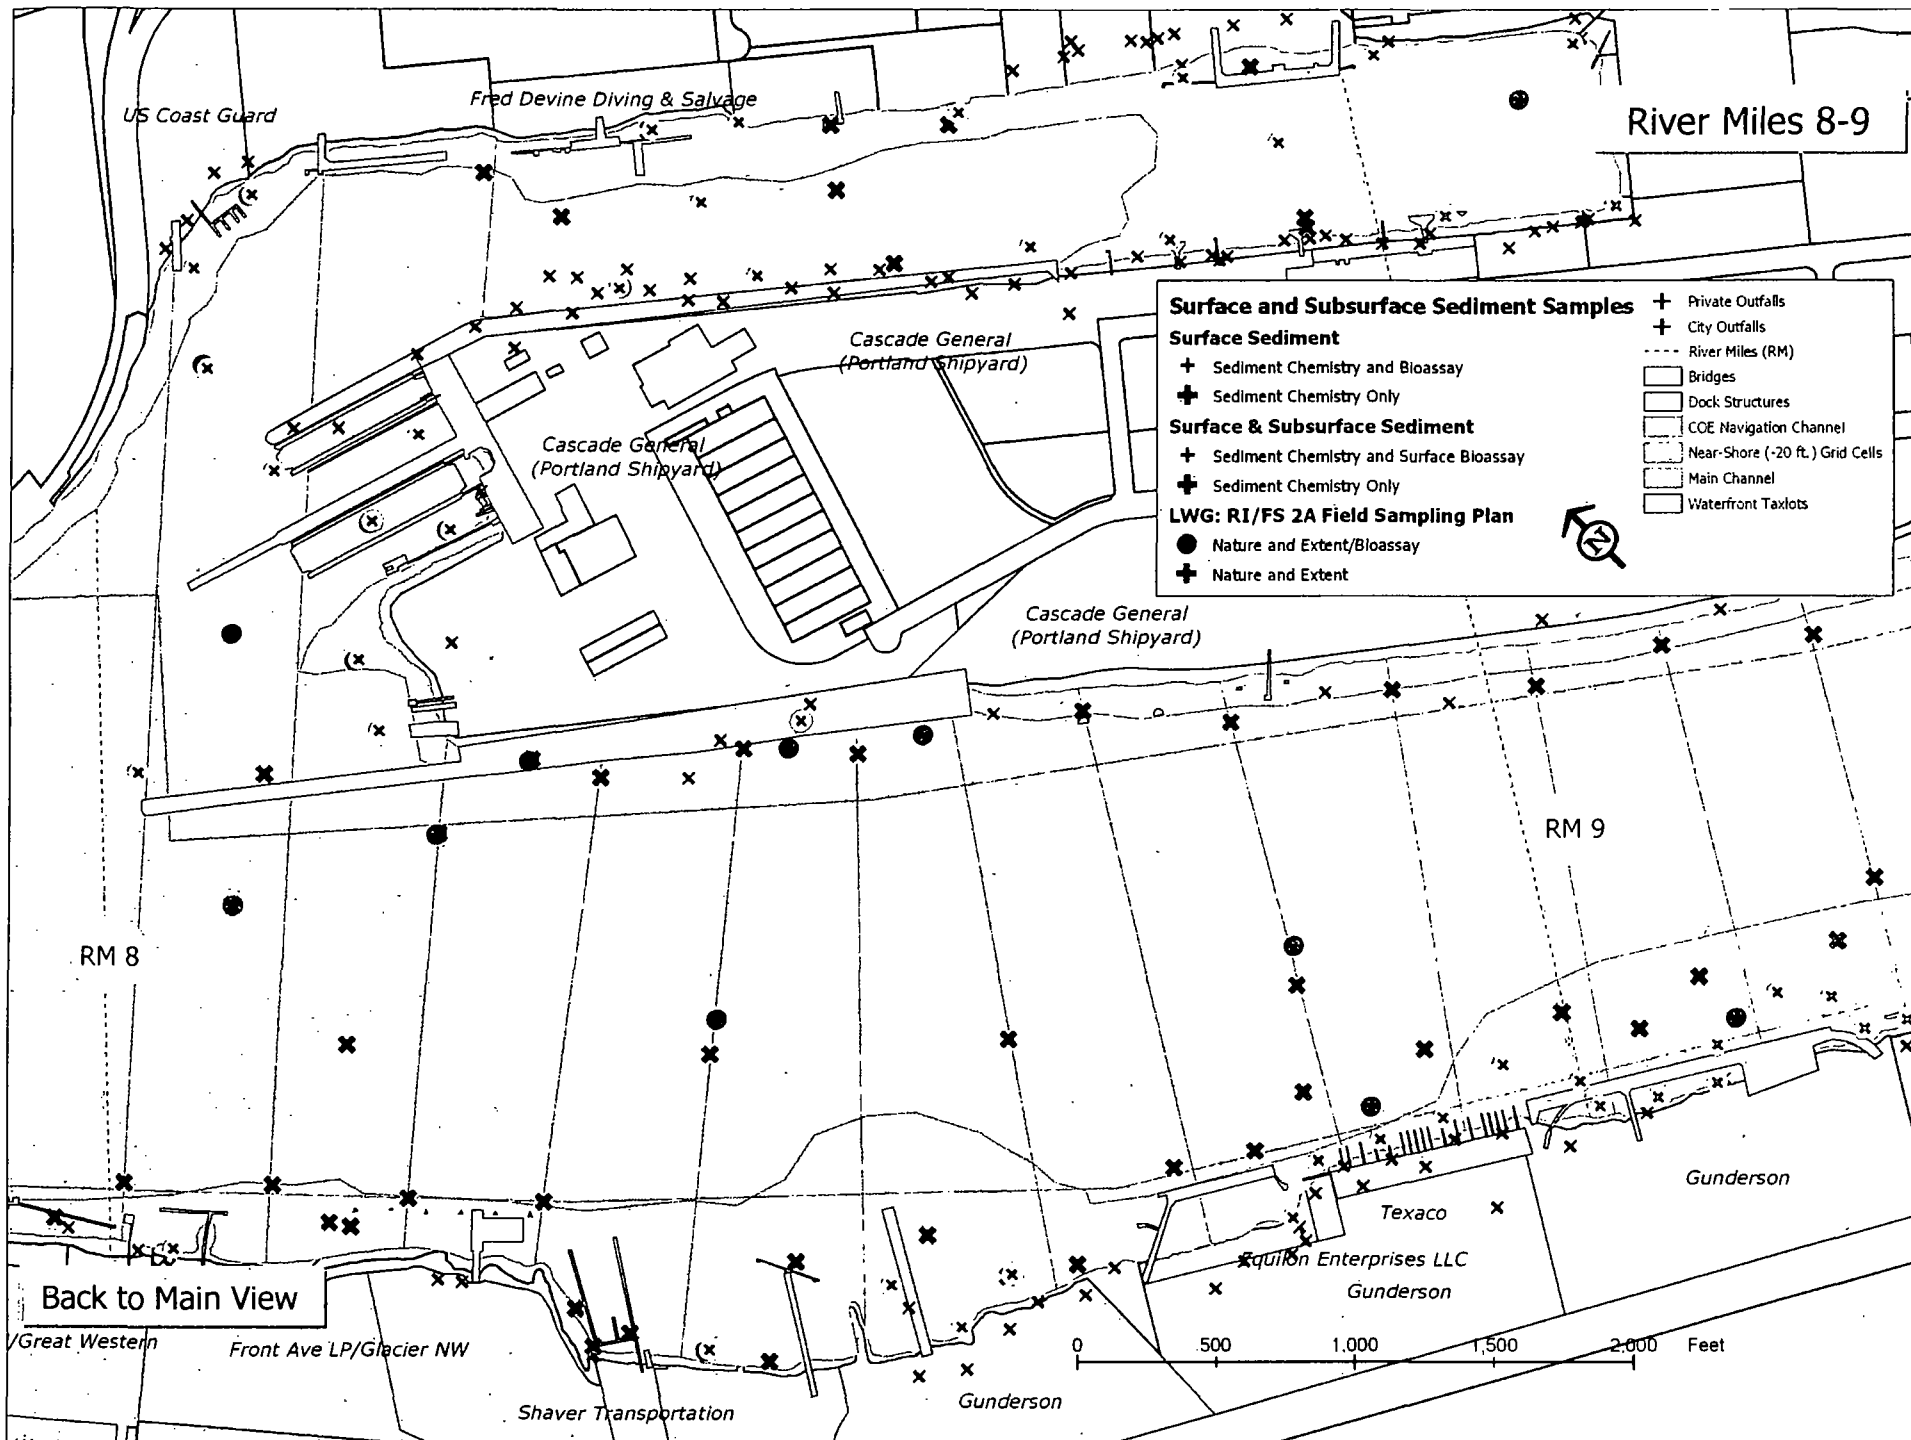 US Coast Guard
Fred Devine Diving & Salvage
River Miles 8-9
Cascade General
(Portland Shipyard)
Cascade General
(Portland Shipyard)
Cascade General
(Portland Shipyard)
Surface and Subsurface Sediment Samples
Surface Sediment
Sediment Chemistry and Bioassay
Sediment Chemistry Only
Surface & Subsurface Sediment
Sediment Chemistry and Surface Bioassay
Sediment Chemistry Only
LWG: RI/FS 2A Field Sampling Plan
Nature and Extent/Bioassay
Nature and Extent
Private Outfalls
City Outfalls
River Miles (RM)
Bridges
Dock Structures
COE Navigation Channel
Near-Shore (-20 ft.) Grid Cells
Main Channel
Waterfront Taxlots
N
RM 9
RM 8
Gunderson
Texaco
Equilon Enterprises LLC
Gunderson
Back to Main View
/Great Western
Front Ave LP/Glacier NW
Shaver Transportation
Gunderson
0 500 1,000 1,500 2,000 Feet